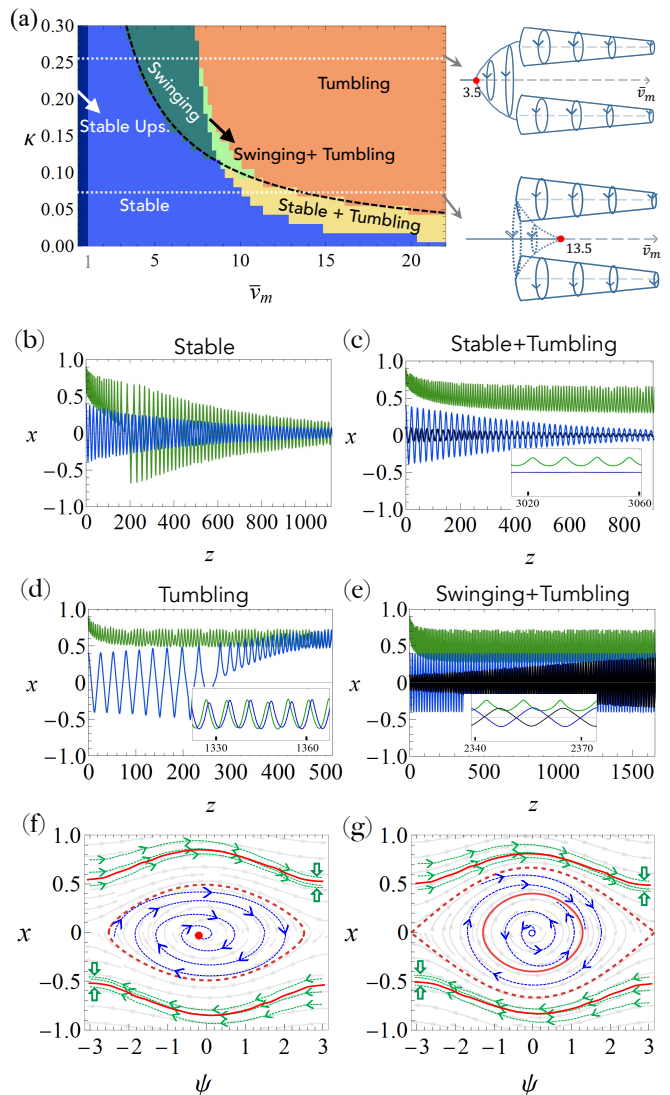 (a)
0.30
0.25
0.20
0.15
0.10
0.05
0.00
κ
Swinging
Tumbling
Stable Ups.
Swinging+ Tumbling
Stable
Stable + Tumbling
1 5 10 15 20
v̄m
3.5
v̄m
13.5
v̄m
(b) Stable
1.0
0.5
x 0
−0.5
−1.0
0 200 400 600 800 1000
z
(c) Stable+Tumbling
1.0
0.5
x 0
−0.5
−1.0
3020 3060
0 200 400 600 800
z
(d) Tumbling
1.0
0.5
x 0
−0.5
−1.0
1330 1360
0 100 200 300 400 500
z
(e) Swinging+Tumbling
1.0
0.5
x 0
−0.5
−1.0
2340 2370
0 500 1000 1500
z
(f)
1.0
0.5
x 0
−0.5
−1.0
−3 −2 −1 0 1 2 3
ψ
(g)
1.0
0.5
x 0
−0.5
−1.0
−3 −2 −1 0 1 2 3
ψ